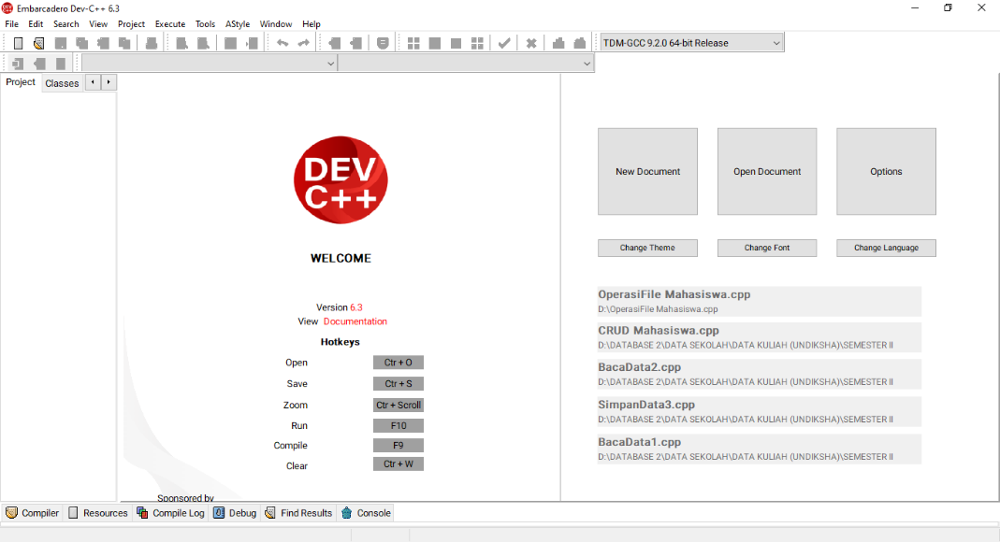 Embarcadero Dev-C++ 6.3
File Edit Search View Project Execute Tools AStyle Window Help
TDM-GCC 9.2.0 64-bit Release
Project Classes
DEV
C++
WELCOME
Version 6.3
View Documentation
Hotkeys
Open Ctr + O
Save Ctr + S
Zoom Ctr + Scroll
Run F10
Compile F9
Clear Ctr + W
Sponsored by
New Document Open Document Options
Change Theme Change Font Change Language
OperasiFile Mahasiswa.cpp
D:\OperasiFile Mahasiswa.cpp
CRUD Mahasiswa.cpp
D:\DATABASE 2\DATA SEKOLAH\DATA KULIAH (UNDIKSHA)\SEMESTER II
BacaData2.cpp
D:\DATABASE 2\DATA SEKOLAH\DATA KULIAH (UNDIKSHA)\SEMESTER II
SimpanData3.cpp
D:\DATABASE 2\DATA SEKOLAH\DATA KULIAH (UNDIKSHA)\SEMESTER II
BacaData1.cpp
D:\DATABASE 2\DATA SEKOLAH\DATA KULIAH (UNDIKSHA)\SEMESTER II
Compiler Resources Compile Log Debug Find Results Console